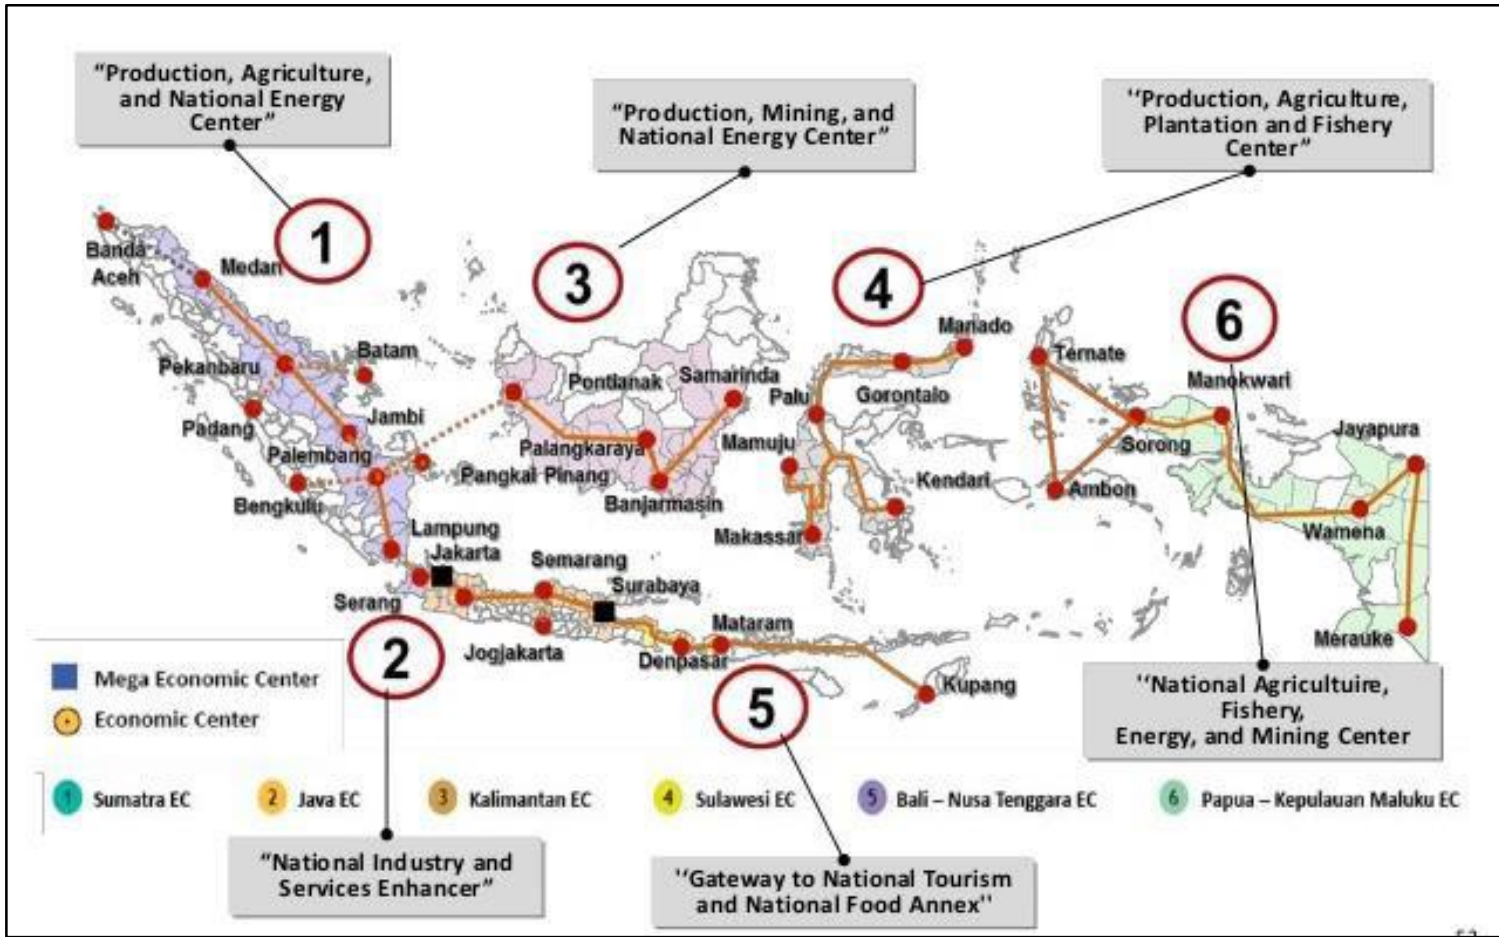 “Production, Agriculture,
and National Energy
Center”
“Production, Mining, and
National Energy Center”
''Production, Agriculture,
Plantation and Fishery
Center”
1
3
4
6
Banda
Aceh
Medan
Pekanbaru
Batam
Padang
Jambi
Palembang
Bengkulu
Pangkal Pinang
Lampung
Pontianak
Samarinda
Palangkaraya
Banjarmasin
Manado
Palu
Gorontalo
Mamuju
Kendari
Makassar
Ternate
Manokwari
Sorong
Ambon
Jayapura
Wamena
Merauke
Jakarta
Semarang
Surabaya
Serang
Jogjakarta
Mataram
Denpasar
Kupang
2
5
Mega Economic Center
Economic Center
''National Agricultuire,
Fishery,
Energy, and Mining Center
1 Sumatra EC
2 Java EC
3 Kalimantan EC
4 Sulawesi EC
5 Bali – Nusa Tenggara EC
6 Papua – Kepulauan Maluku EC
“National Industry and
Services Enhancer”
''Gateway to National Tourism
and National Food Annex''